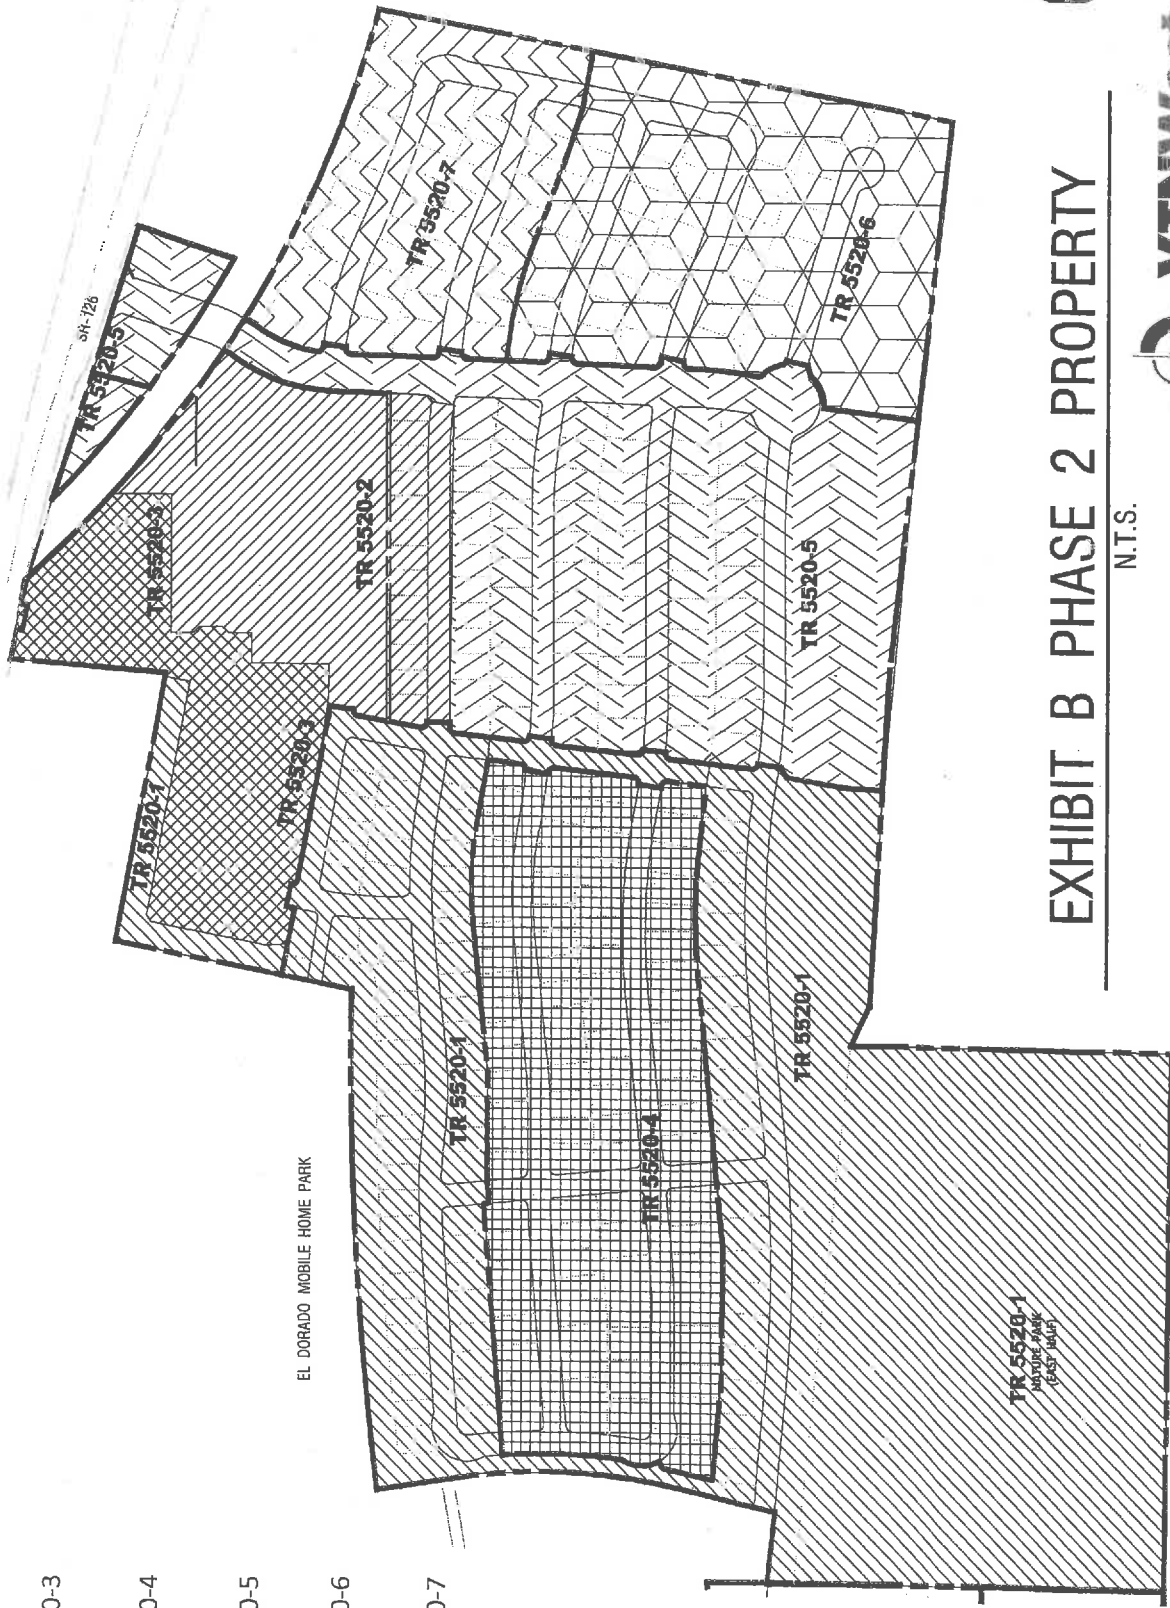 SH-126
TR 5520-5
TR 5520-3
TR 5520-2
TR 5520-7
TR 5520-6
TR 5520-5
TR 5520-1
TR 5520-3
TR 5520-1
TR 5520-4
TR 5520-1
EL DORADO MOBILE HOME PARK
TR 5520-1
NATURE PARK
(EAST HALF)
0-3
0-4
0-5
0-6
0-7
EXHIBIT B PHASE 2 PROPERTY
N.T.S.